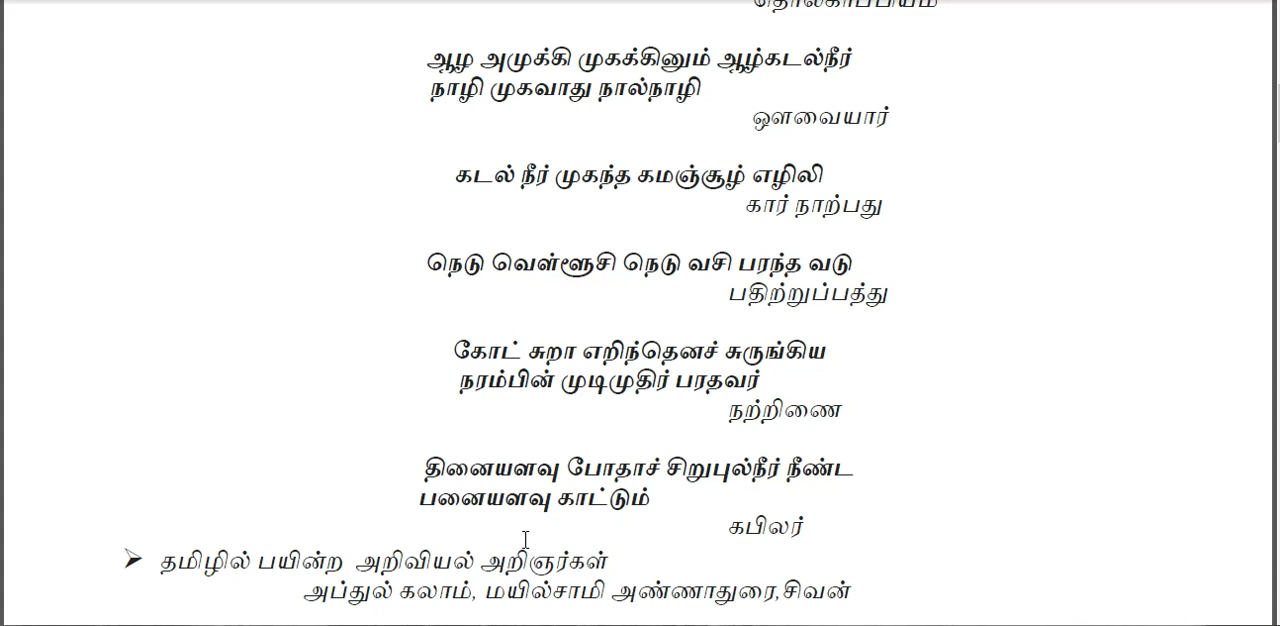 தொல்காப்பியம்
ஆழ அமுக்கி முகக்கினும் ஆழ்கடல்நீர்
நாழி முகவாது நால்நாழி
ஔவையார்
கடல் நீர் முகந்த கமஞ்சூழ் எழிலி
கார் நாற்பது
நெடு வெள்ளூசி நெடு வசி பரந்த வடு
பதிற்றுப்பத்து
கோட் சுறா எறிந்தெனச் சுருங்கிய
நரம்பின் முடிமுதிர் பரதவர்
நற்றிணை
தினையளவு போதாச் சிறுபுல்நீர் நீண்ட
பனையளவு காட்டும்
கபிலர்
➢ தமிழில் பயின்ற அறிவியல் அறிஞர்கள்
அப்துல் கலாம், மயில்சாமி அண்ணாதுரை,சிவன்